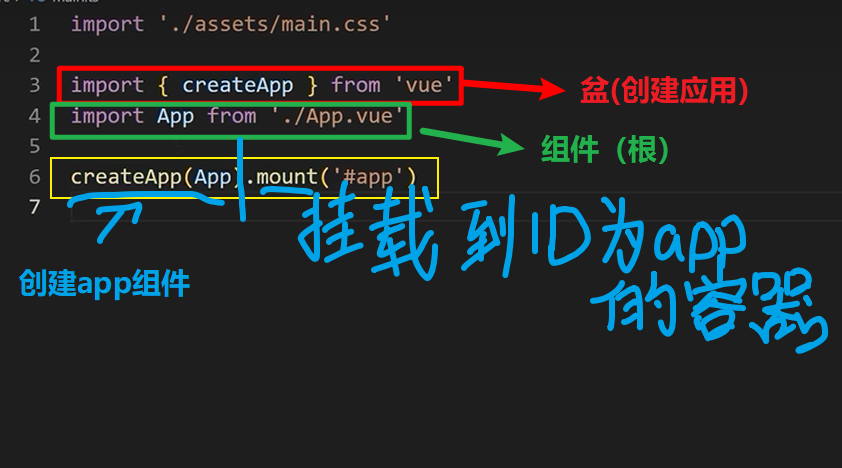 1 import './assets/main.css'
2
3 import { createApp } from 'vue'
盆(创建应用)
4 import App from './App.vue'
组件（根）
5
6 createApp(App).mount('#app')
7
挂载到ID为app
的容器
创建app组件